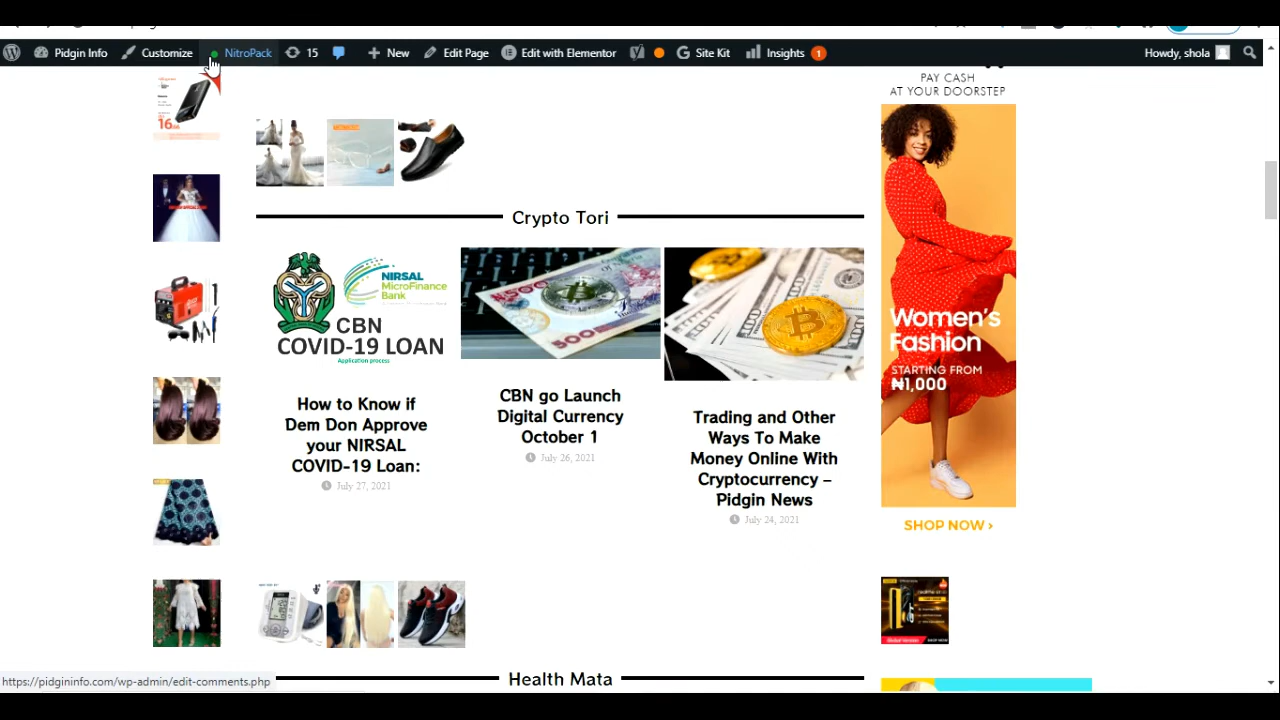 Pidgin Info Customize NitroPack 15 New Edit Page Edit with Elementor Site Kit Insights 1 Howdy, shola
PAY CASH
AT YOUR DOORSTEP
16
Crypto Tori
NIRSAL
MicroFinance
Bank
CBN
COVID-19 LOAN
Application process
How to Know if
Dem Don Approve
your NIRSAL
COVID-19 Loan:
July 27, 2021
500
CBN go Launch
Digital Currency
October 1
July 26, 2021
Trading and Other
Ways To Make
Money Online With
Cryptocurrency –
Pidgin News
July 24, 2021
Women's
Fashion
STARTING FROM
₦1,000
SHOP NOW ›
Health Mata
https://pidgininfo.com/wp-admin/edit-comments.php